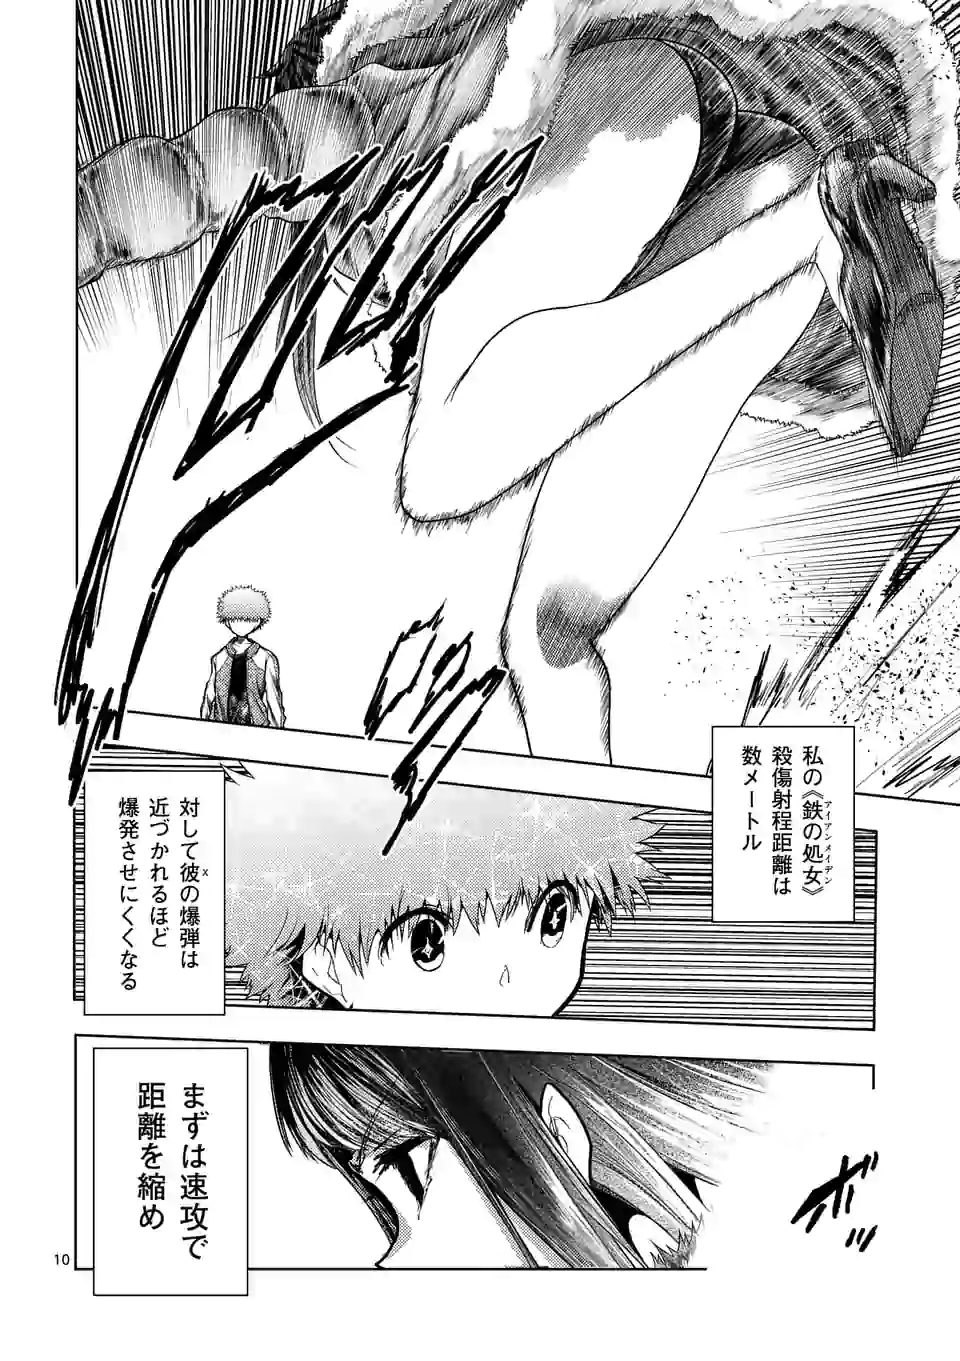 私の《鉄の処女》
アイアンメイデン
殺傷射程距離は
数メートル
対して彼の爆弾は
X
近づかれるほど
爆発させにくくなる
まずは速攻で
距離を縮め
10